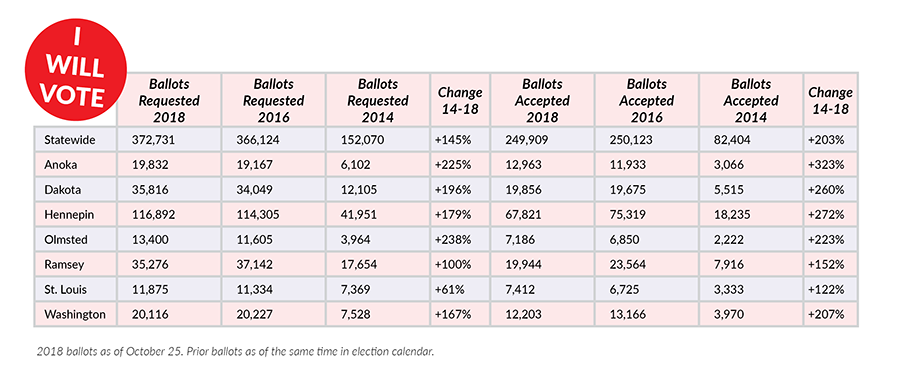 I
WILL
VOTE
Ballots Requested 2018 Ballots Requested 2016 Ballots Requested 2014 Change 14-18 Ballots Accepted 2018 Ballots Accepted 2016 Ballots Accepted 2014 Change 14-18
Statewide 372,731 366,124 152,070 +145% 249,909 250,123 82,404 +203%
Anoka 19,832 19,167 6,102 +225% 12,963 11,933 3,066 +323%
Dakota 35,816 34,049 12,105 +196% 19,856 19,675 5,515 +260%
Hennepin 116,892 114,305 41,951 +179% 67,821 75,319 18,235 +272%
Olmsted 13,400 11,605 3,964 +238% 7,186 6,850 2,222 +223%
Ramsey 35,276 37,142 17,654 +100% 19,944 23,564 7,916 +152%
St. Louis 11,875 11,334 7,369 +61% 7,412 6,725 3,333 +122%
Washington 20,116 20,227 7,528 +167% 12,203 13,166 3,970 +207%
2018 ballots as of October 25. Prior ballots as of the same time in election calendar.